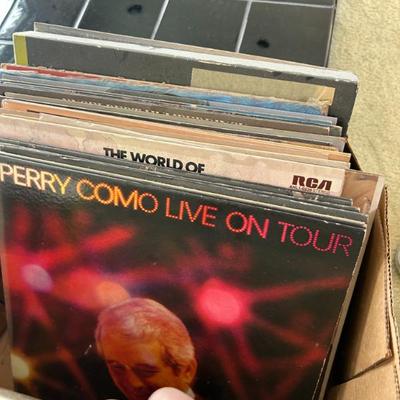 THE WORLD OF
RCA
PERRY COMO LIVE ON TOUR